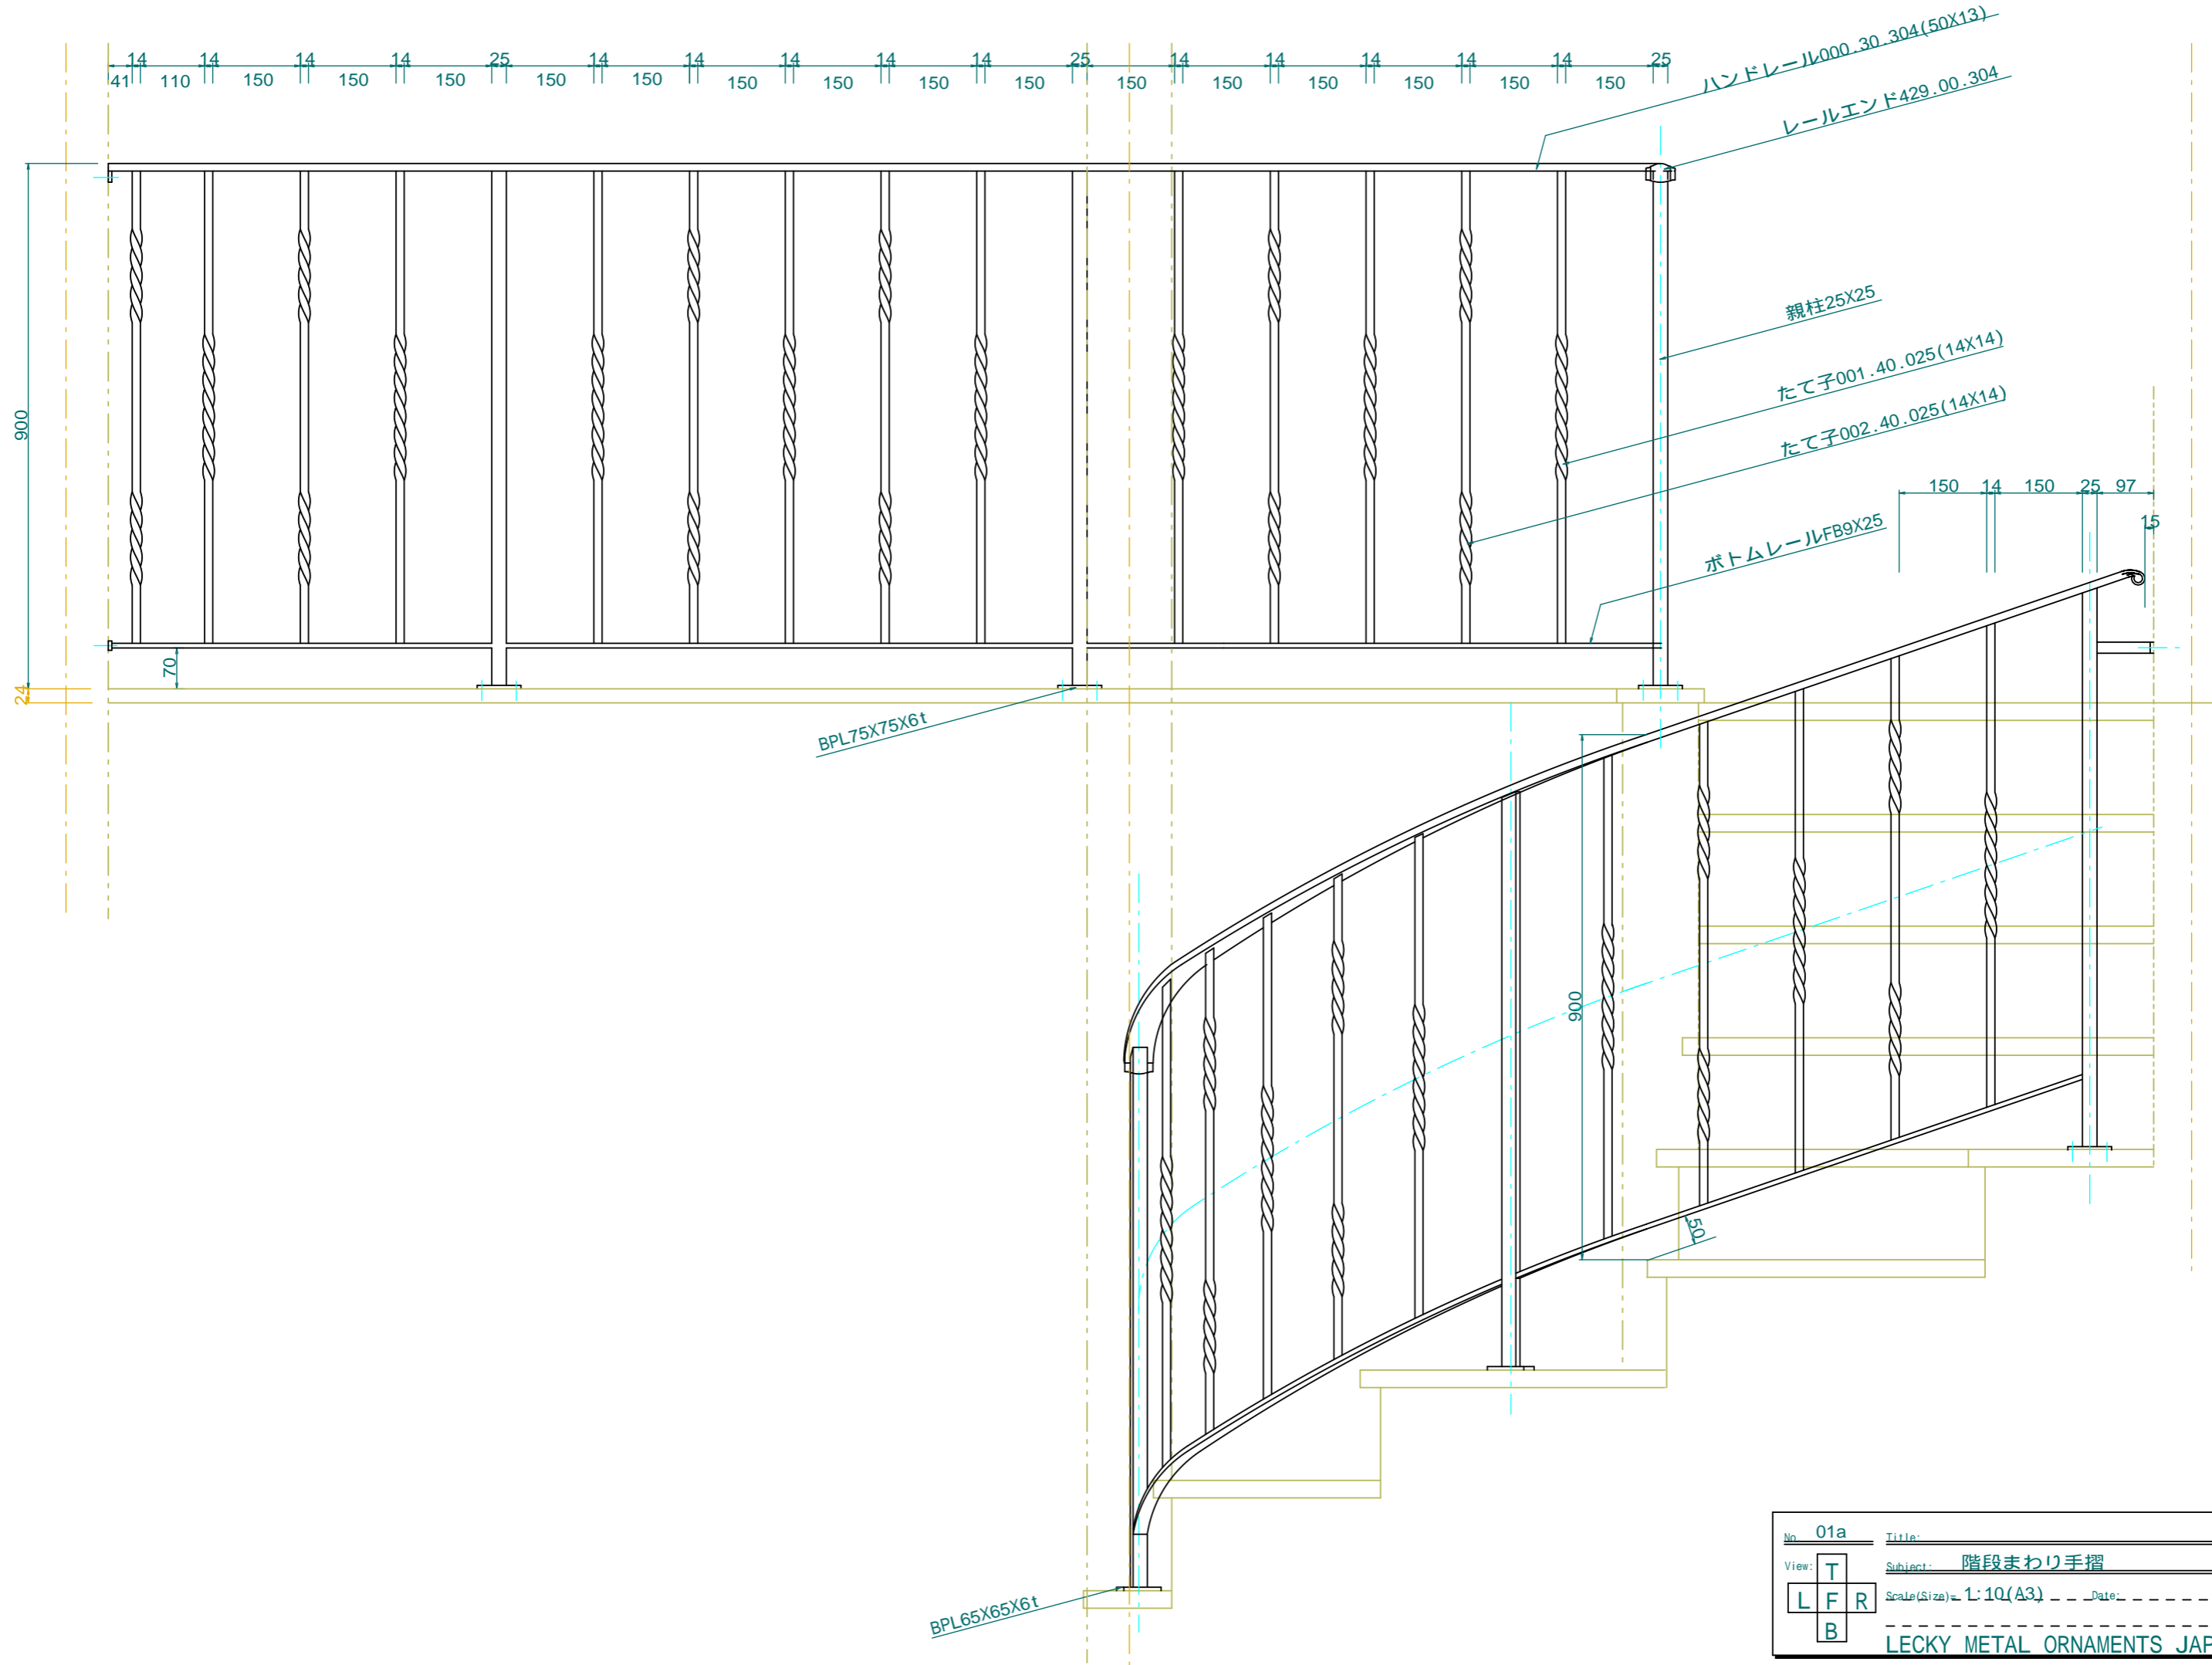 14 14 14 14 25 14 14 14 14 14 25 14 14 14 14 14 25
41 110 150 150 150 150 150 150 150 150 150 150 150 150 150 150 150
ハンドレール000.30.304(50X13)
レールエンド429.00.304
親柱25X25
たて子001.40.025(14X14)
たて子002.40.025(14X14)
ボトムレールFB9X25
900
70
24
BPL75X75X6t
150 14 150 25 97
15
900
50
BPL65X65X6t
No. 01a
Title:
View:
T
L F R
B
Subject: 階段まわり手摺
Scale(Size)= 1:10(A3) Date:
LECKY METAL ORNAMENTS JAP